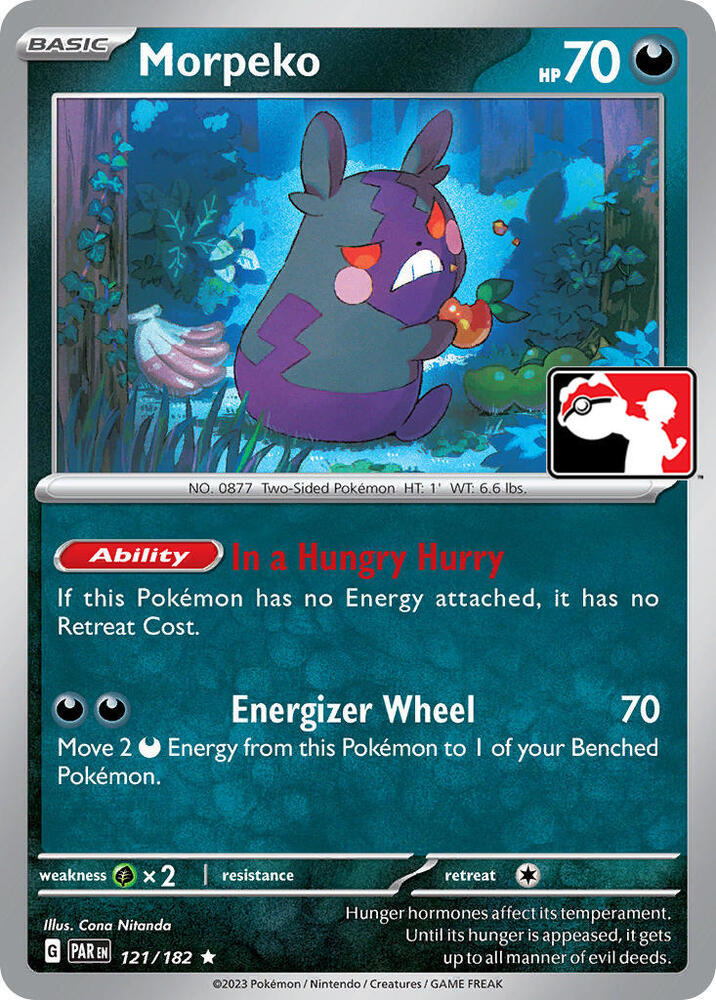 BASIC
Morpeko
HP 70
NO. 0877 Two-Sided Pokémon HT: 1' WT: 6.6 lbs.
TM
Ability In a Hungry Hurry
If this Pokémon has no Energy attached, it has no
Retreat Cost.
Energizer Wheel 70
Move 2 Energy from this Pokémon to 1 of your Benched
Pokémon.
weakness ×2 | resistance retreat
Illus. Cona Nitanda
G PAR EN 121/182 ★
Hunger hormones affect its temperament.
Until its hunger is appeased, it gets
up to all manner of evil deeds.
©2023 Pokémon / Nintendo / Creatures / GAME FREAK